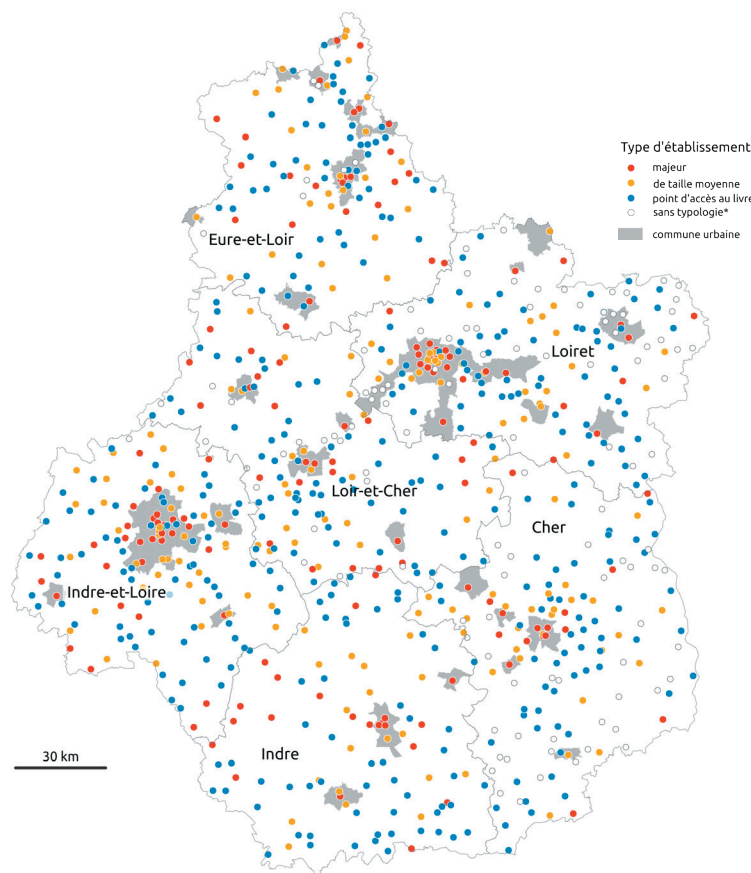 Type d'établissement
majeur
de taille moyenne
point d'accès au livre
sans typologie*
commune urbaine
Eure-et-Loir
Loiret
Loir-et-Cher
Cher
Indre-et-Loire
Indre
30 km